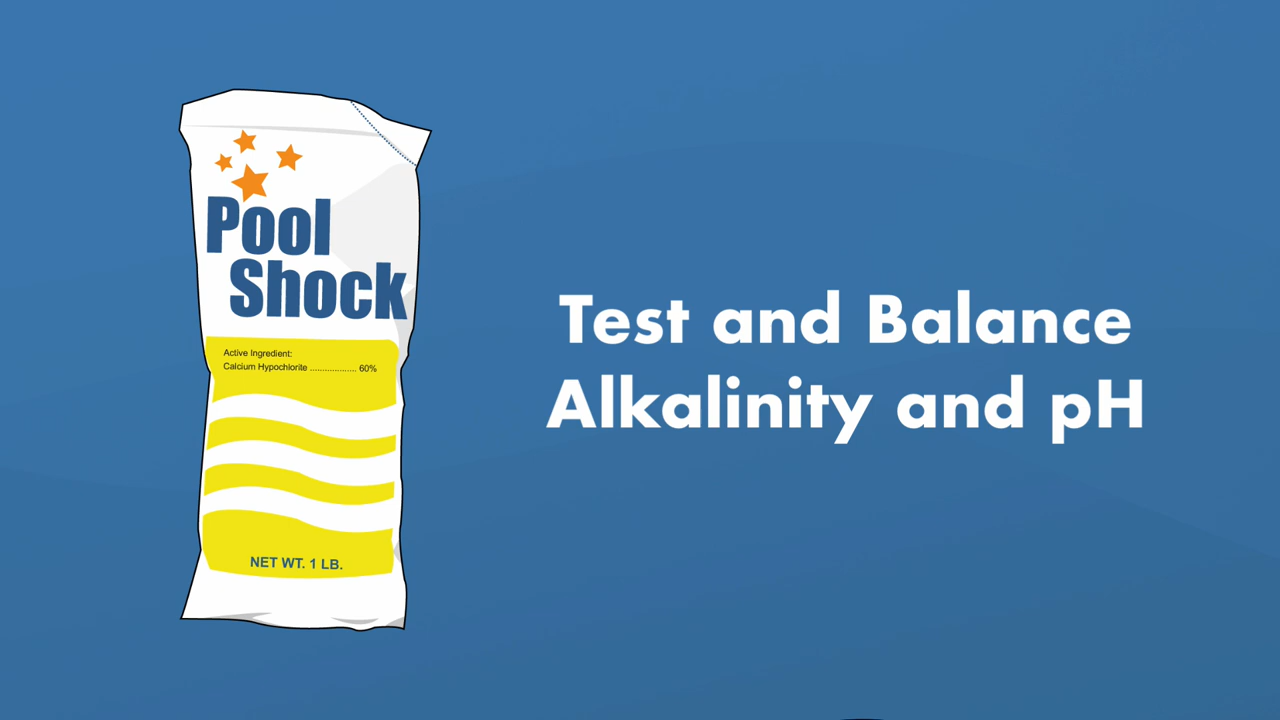 Pool
Shock
Active Ingredient:
Calcium Hypochlorite ................... 60%
NET WT. 1 LB.
Test and Balance
Alkalinity and pH